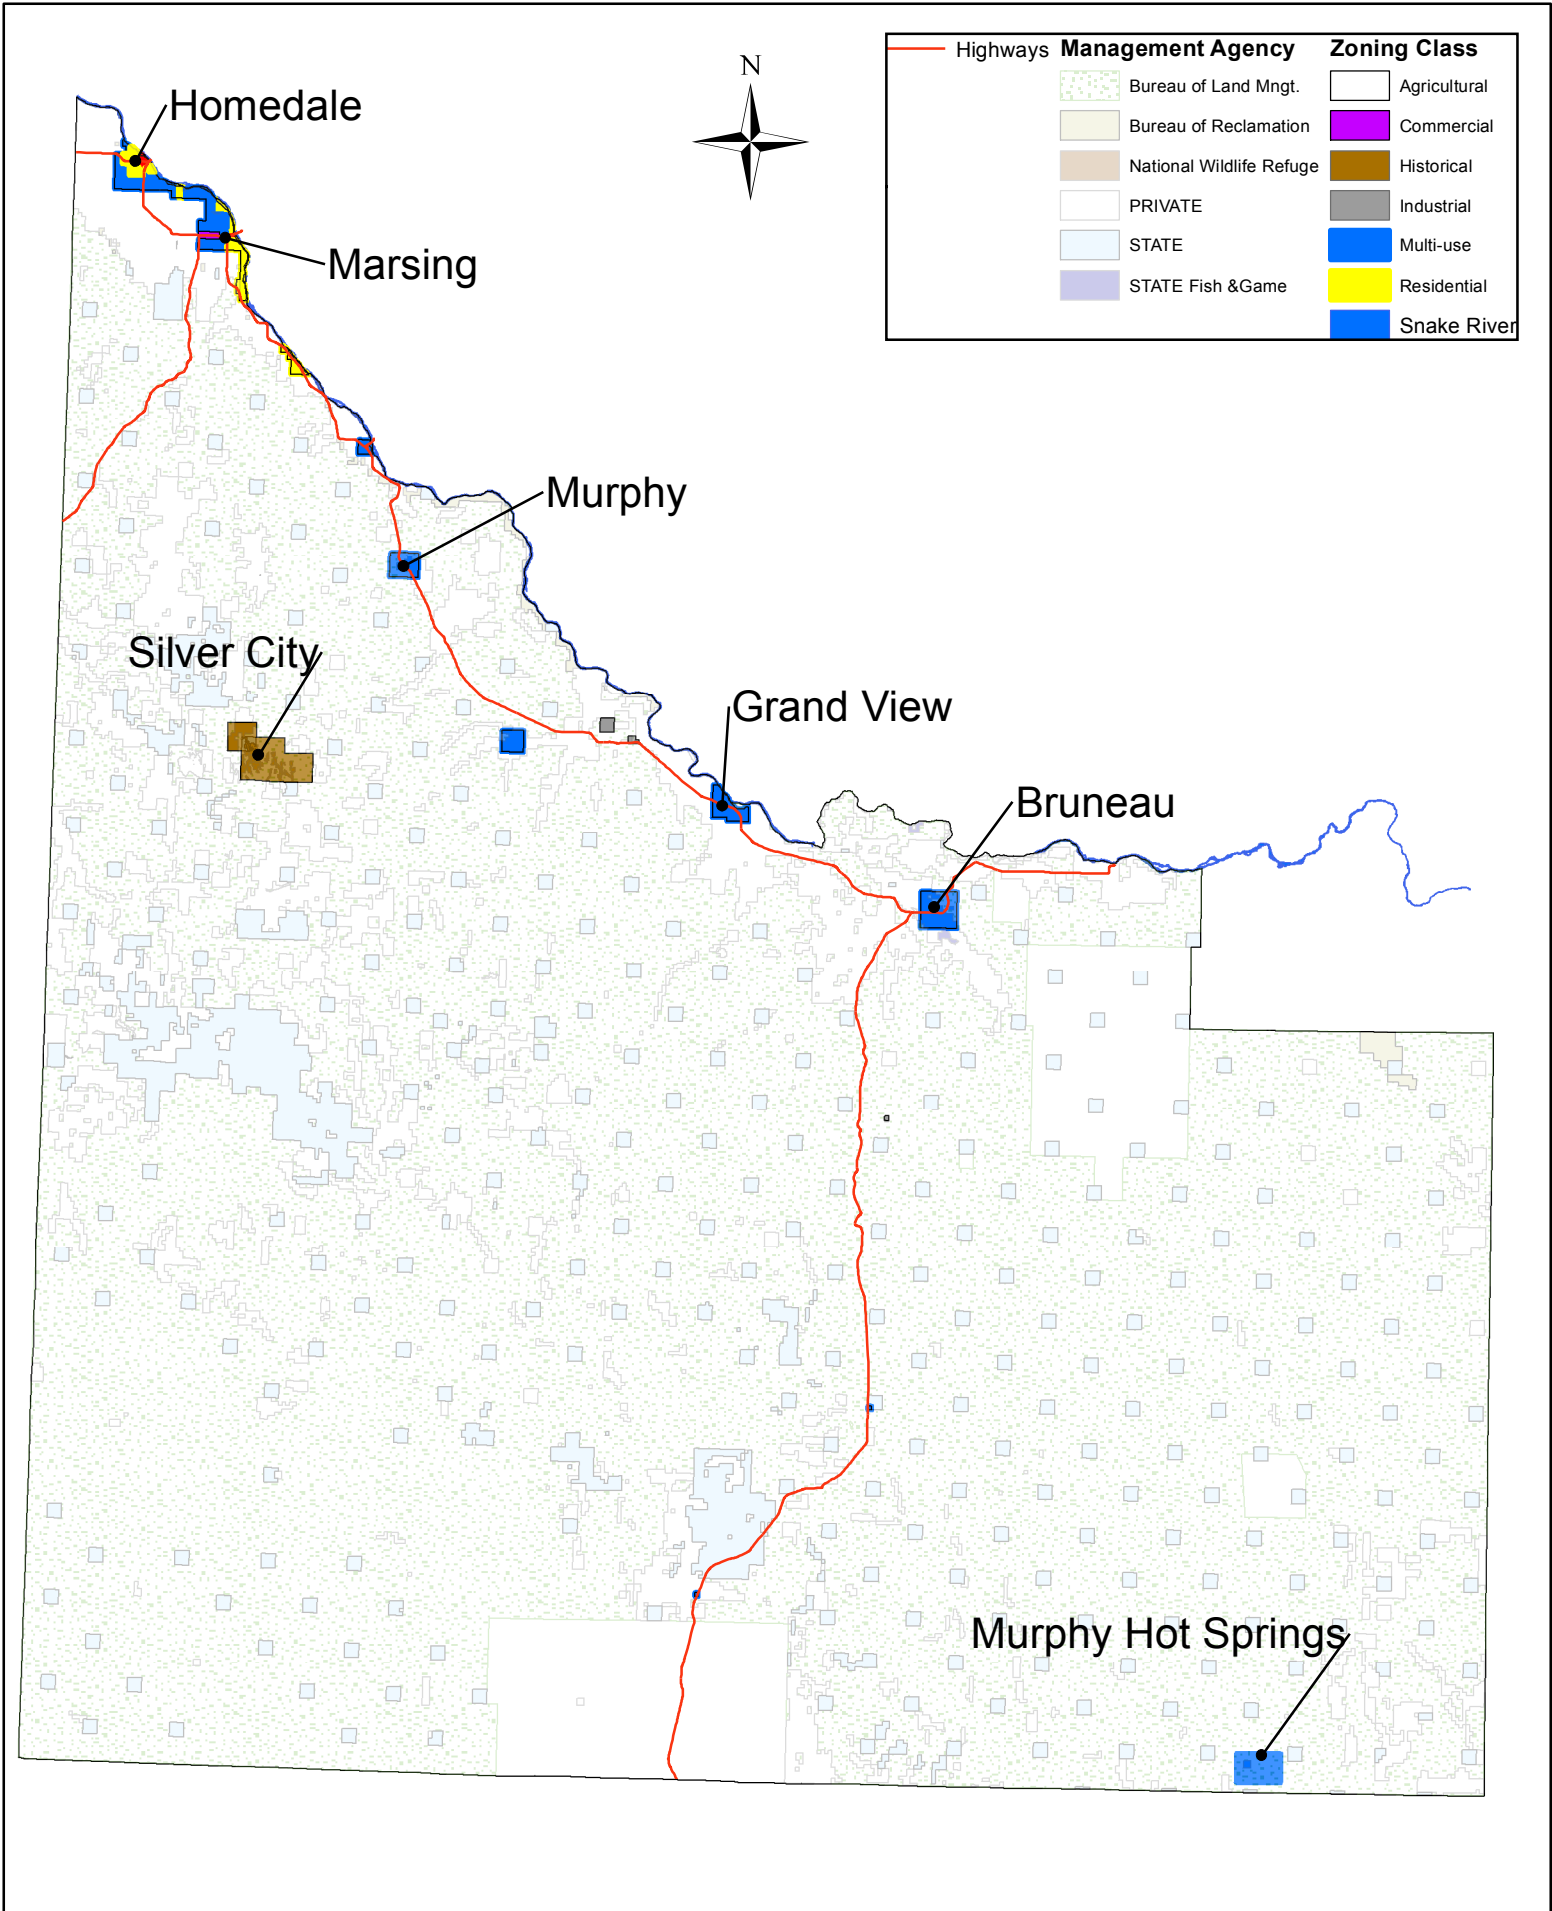 N
Highways
Management Agency
Bureau of Land Mngt.
Bureau of Reclamation
National Wildlife Refuge
PRIVATE
STATE
STATE Fish &Game
Zoning Class
Agricultural
Commercial
Historical
Industrial
Multi-use
Residential
Snake River
Homedale
Marsing
Murphy
Silver City
Grand View
Bruneau
Murphy Hot Springs